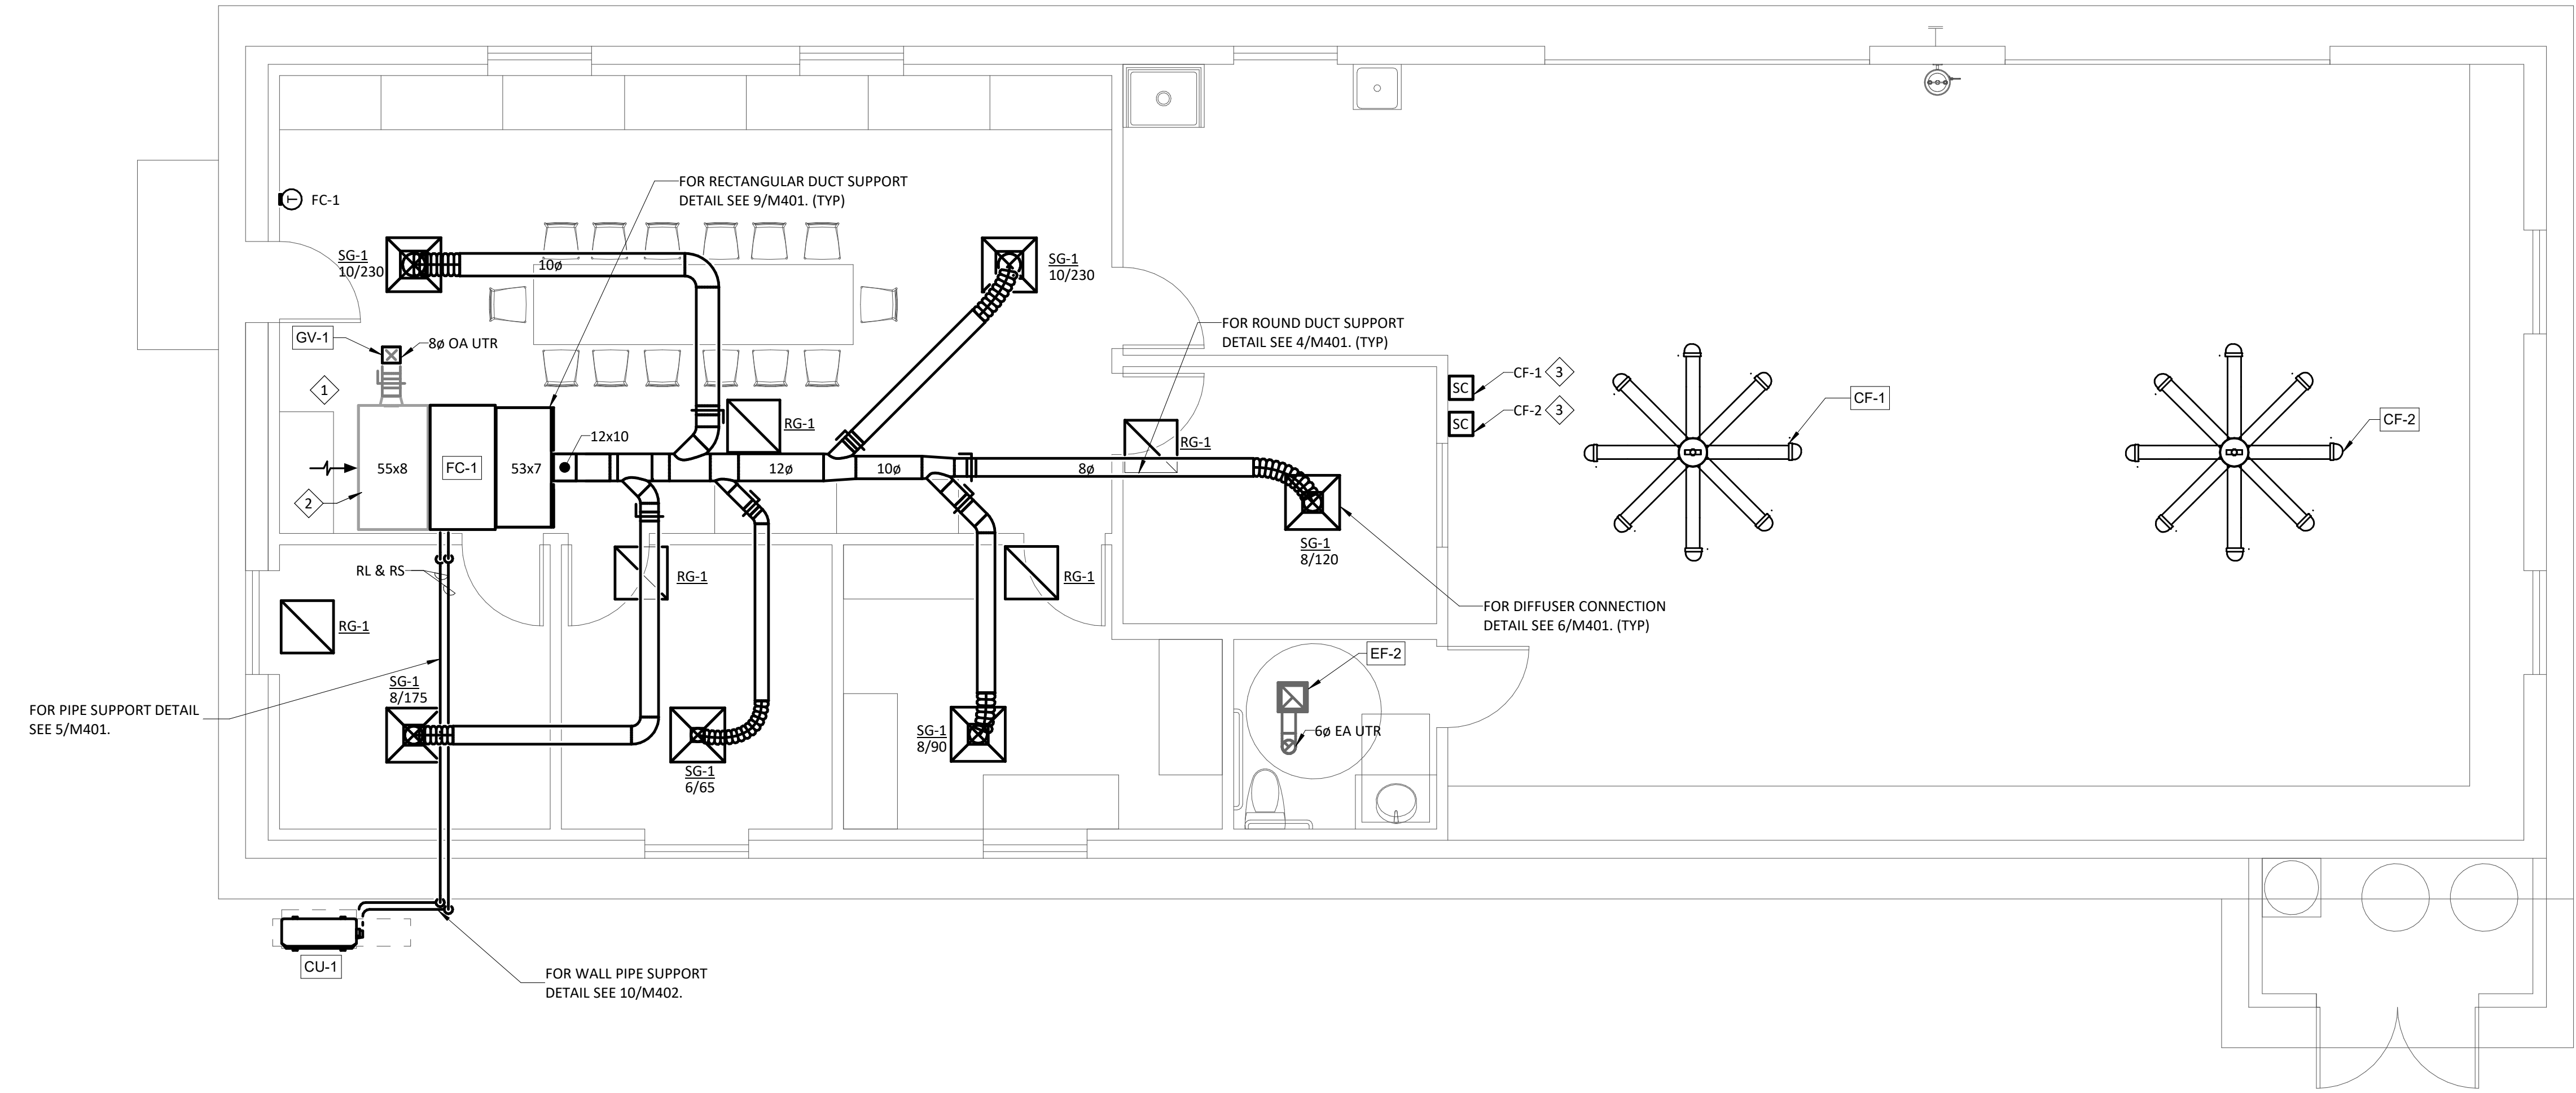 FOR RECTANGULAR DUCT SUPPORT
DETAIL SEE 9/M401. (TYP)
T
FC-1
SG-1
10/230
10ø
SG-1
10/230
GV-1
8ø OA UTR
FOR ROUND DUCT SUPPORT
DETAIL SEE 4/M401. (TYP)
1
SC
CF-1
3
SC
CF-2
3
CF-1
CF-2
RG-1
RG-1
12x10
55x8
FC-1
53x7
12ø
10ø
8ø
2
SG-1
8/120
RL & RS
RG-1
RG-1
RG-1
FOR DIFFUSER CONNECTION
DETAIL SEE 6/M401. (TYP)
EF-2
SG-1
8/175
FOR PIPE SUPPORT DETAIL
SEE 5/M401.
SG-1
8/90
6ø EA UTR
SG-1
6/65
CU-1
FOR WALL PIPE SUPPORT
DETAIL SEE 10/M402.